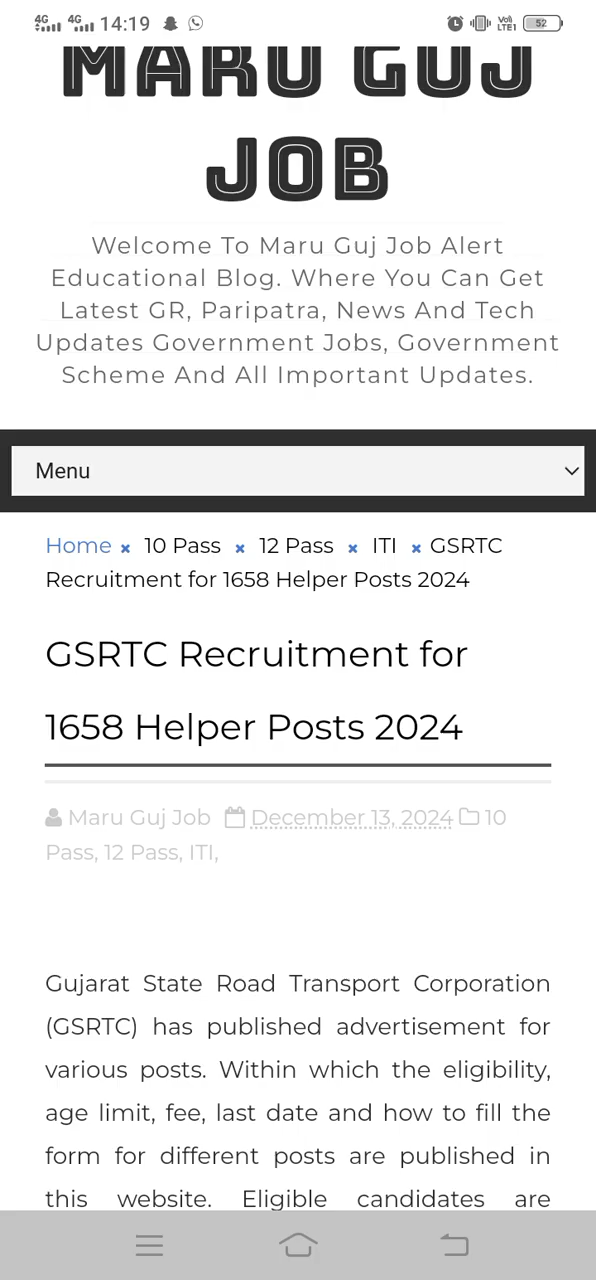 4G 4G 14:19 Vo) LTE1 52
MARU GUJ
JOB
Welcome To Maru Guj Job Alert
Educational Blog. Where You Can Get
Latest GR, Paripatra, News And Tech
Updates Government Jobs, Government
Scheme And All Important Updates.
Menu
Home × 10 Pass × 12 Pass × ITI × GSRTC
Recruitment for 1658 Helper Posts 2024
GSRTC Recruitment for
1658 Helper Posts 2024
Maru Guj Job December 13, 2024 10
Pass, 12 Pass, ITI,
Gujarat State Road Transport Corporation
(GSRTC) has published advertisement for
various posts. Within which the eligibility,
age limit, fee, last date and how to fill the
form for different posts are published in
this website. Eligible candidates are